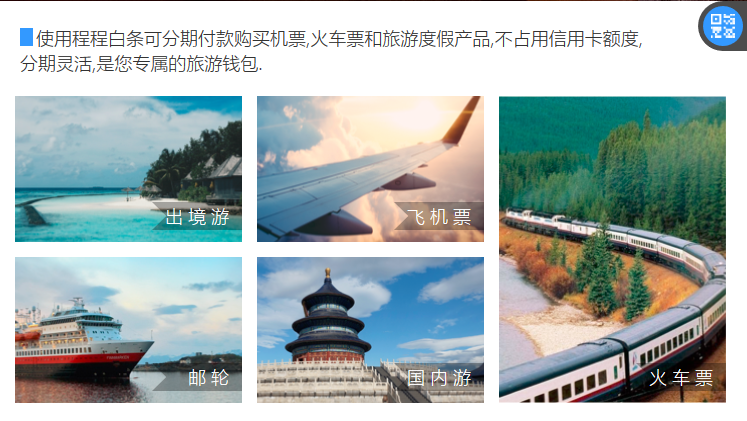 使用程程白条可分期付款购买机票,火车票和旅游度假产品,不占用信用卡额度,
分期灵活,是您专属的旅游钱包.
出境游
飞机票
邮轮
国内游
火车票